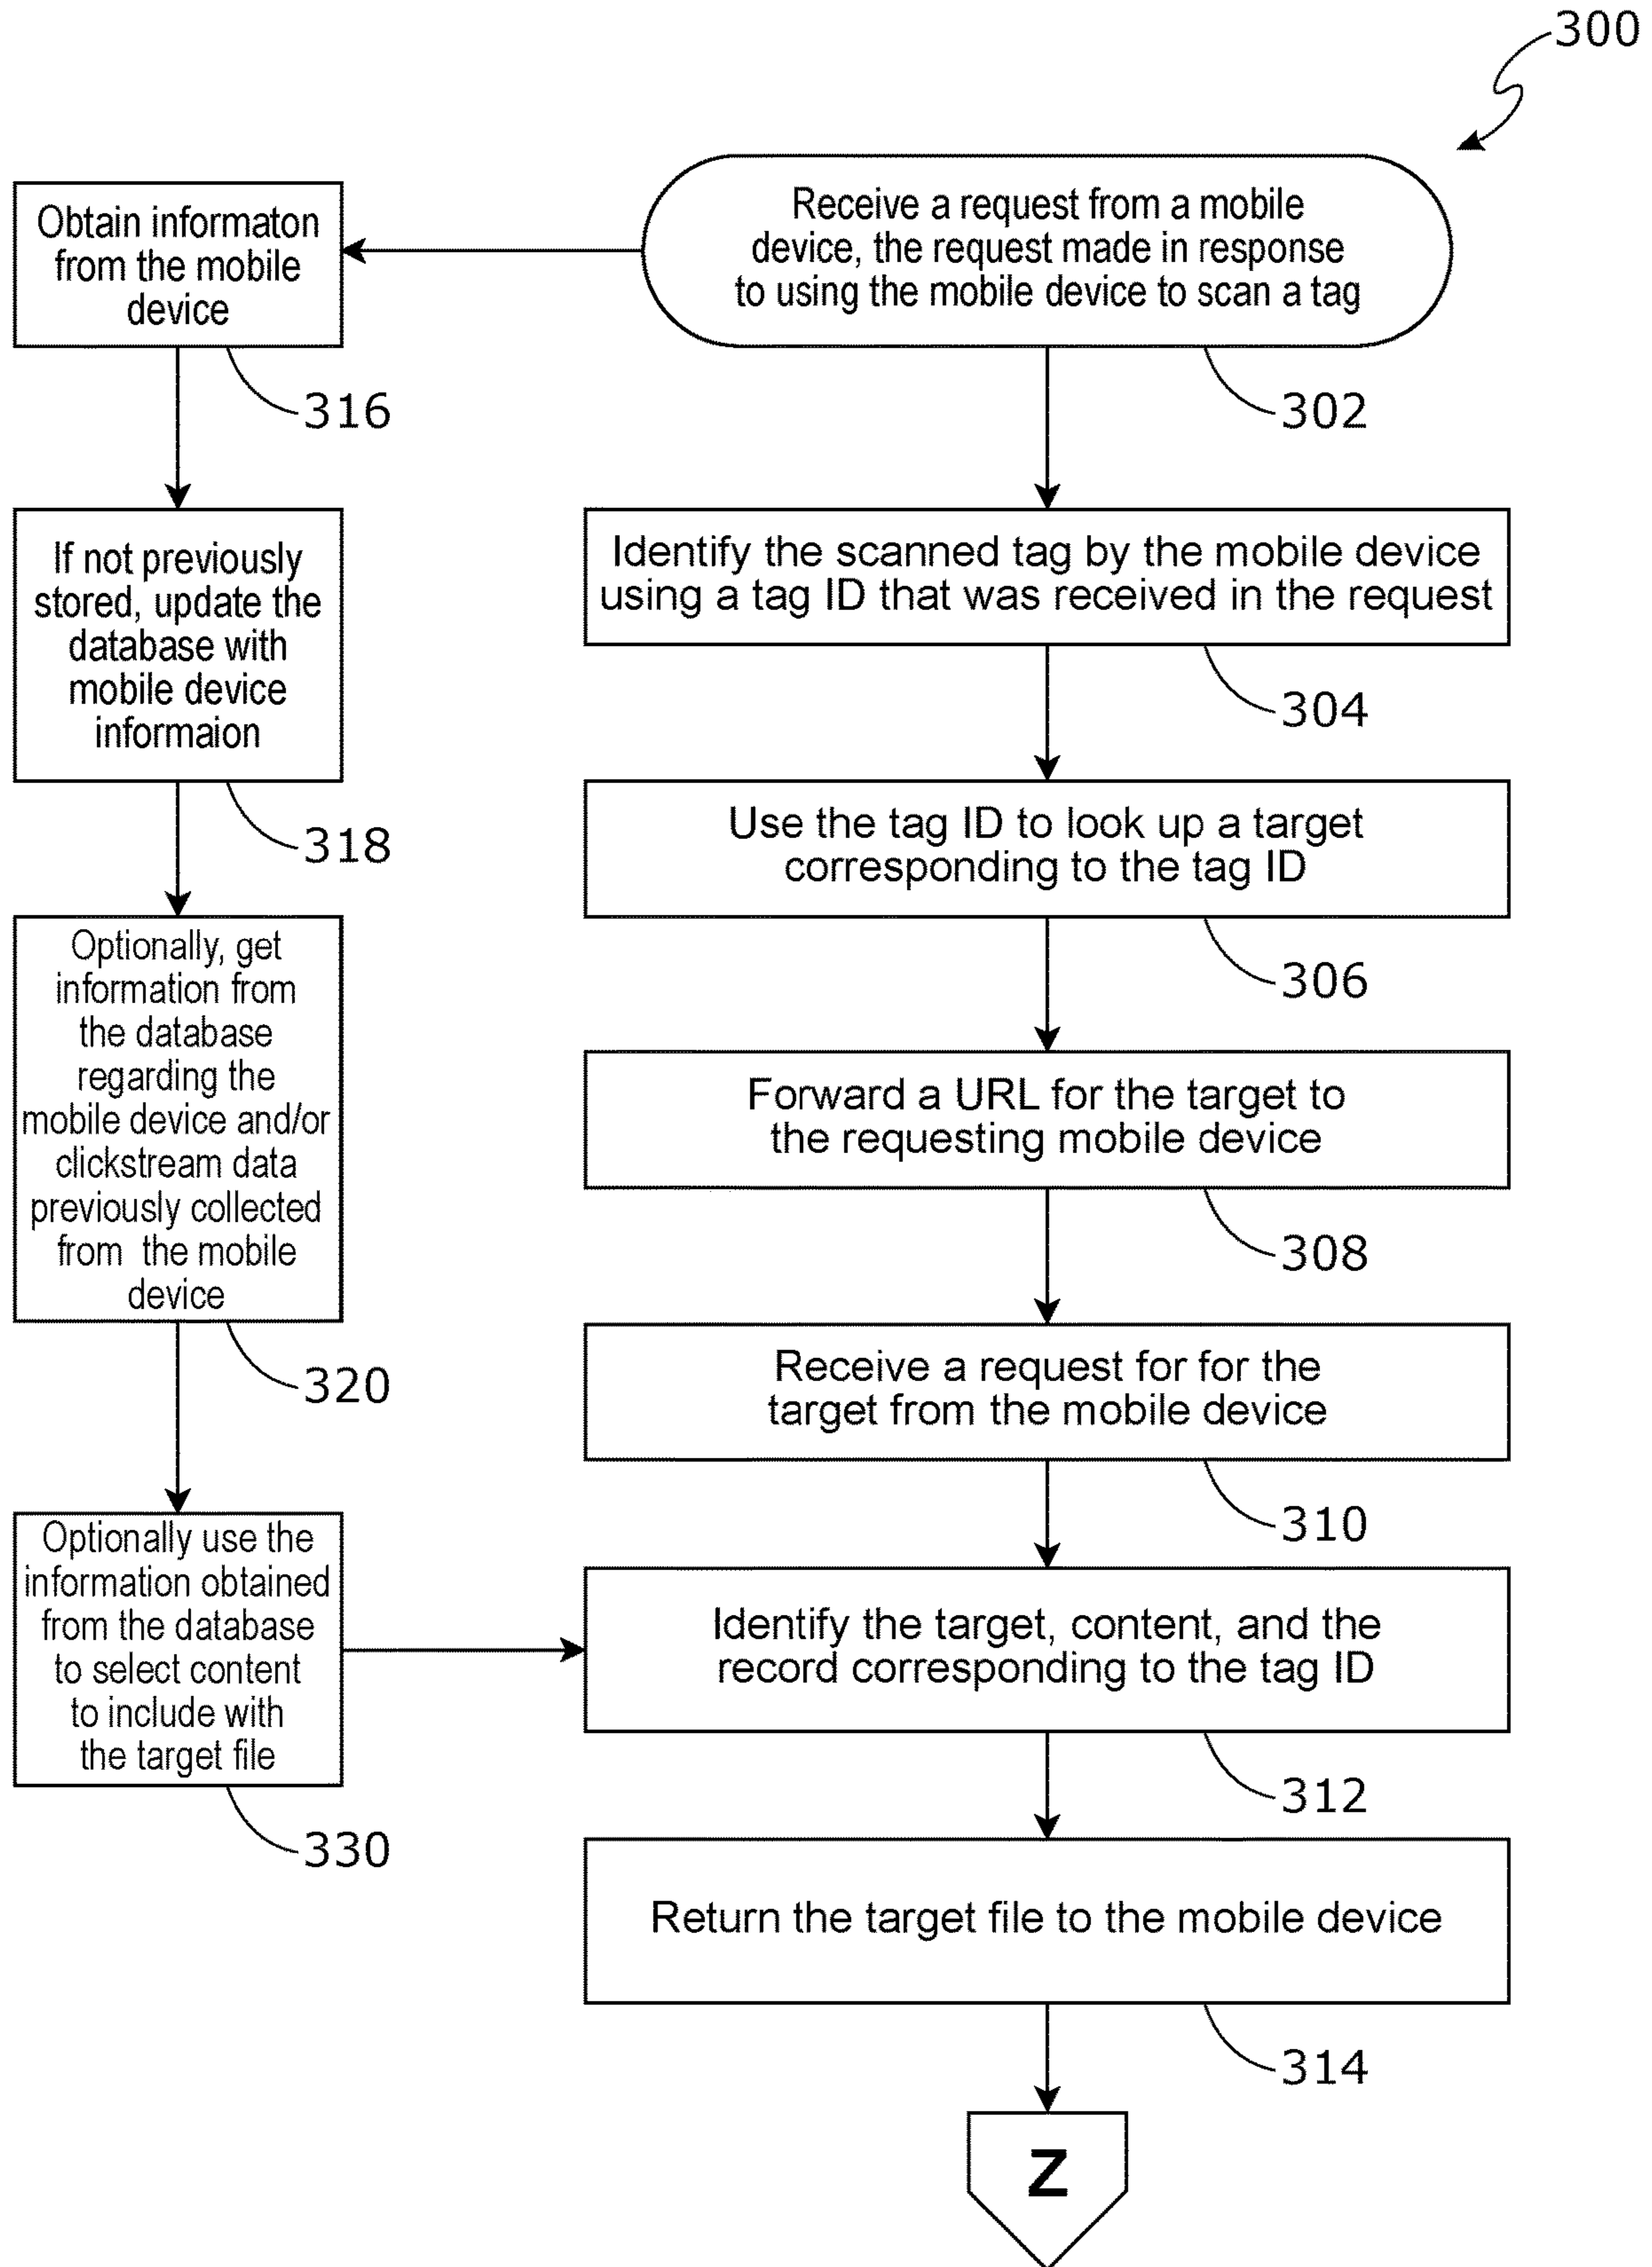 300
Receive a request from a mobile
device, the request made in response
to using the mobile device to scan a tag
302
Obtain informaton
from the mobile
device
316
Identify the scanned tag by the mobile device
using a tag ID that was received in the request
304
If not previously
stored, update the
database with
mobile device
informaion
318
Use the tag ID to look up a target
corresponding to the tag ID
306
Optionally, get
information from
the database
regarding the
mobile device and/or
clickstream data
previously collected
from the mobile
device
320
Forward a URL for the target to
the requesting mobile device
308
Receive a request for for the
target from the mobile device
310
Optionally use the
information obtained
from the database
to select content
to include with
the target file
330
Identify the target, content, and the
record corresponding to the tag ID
312
Return the target file to the mobile device
314
Z